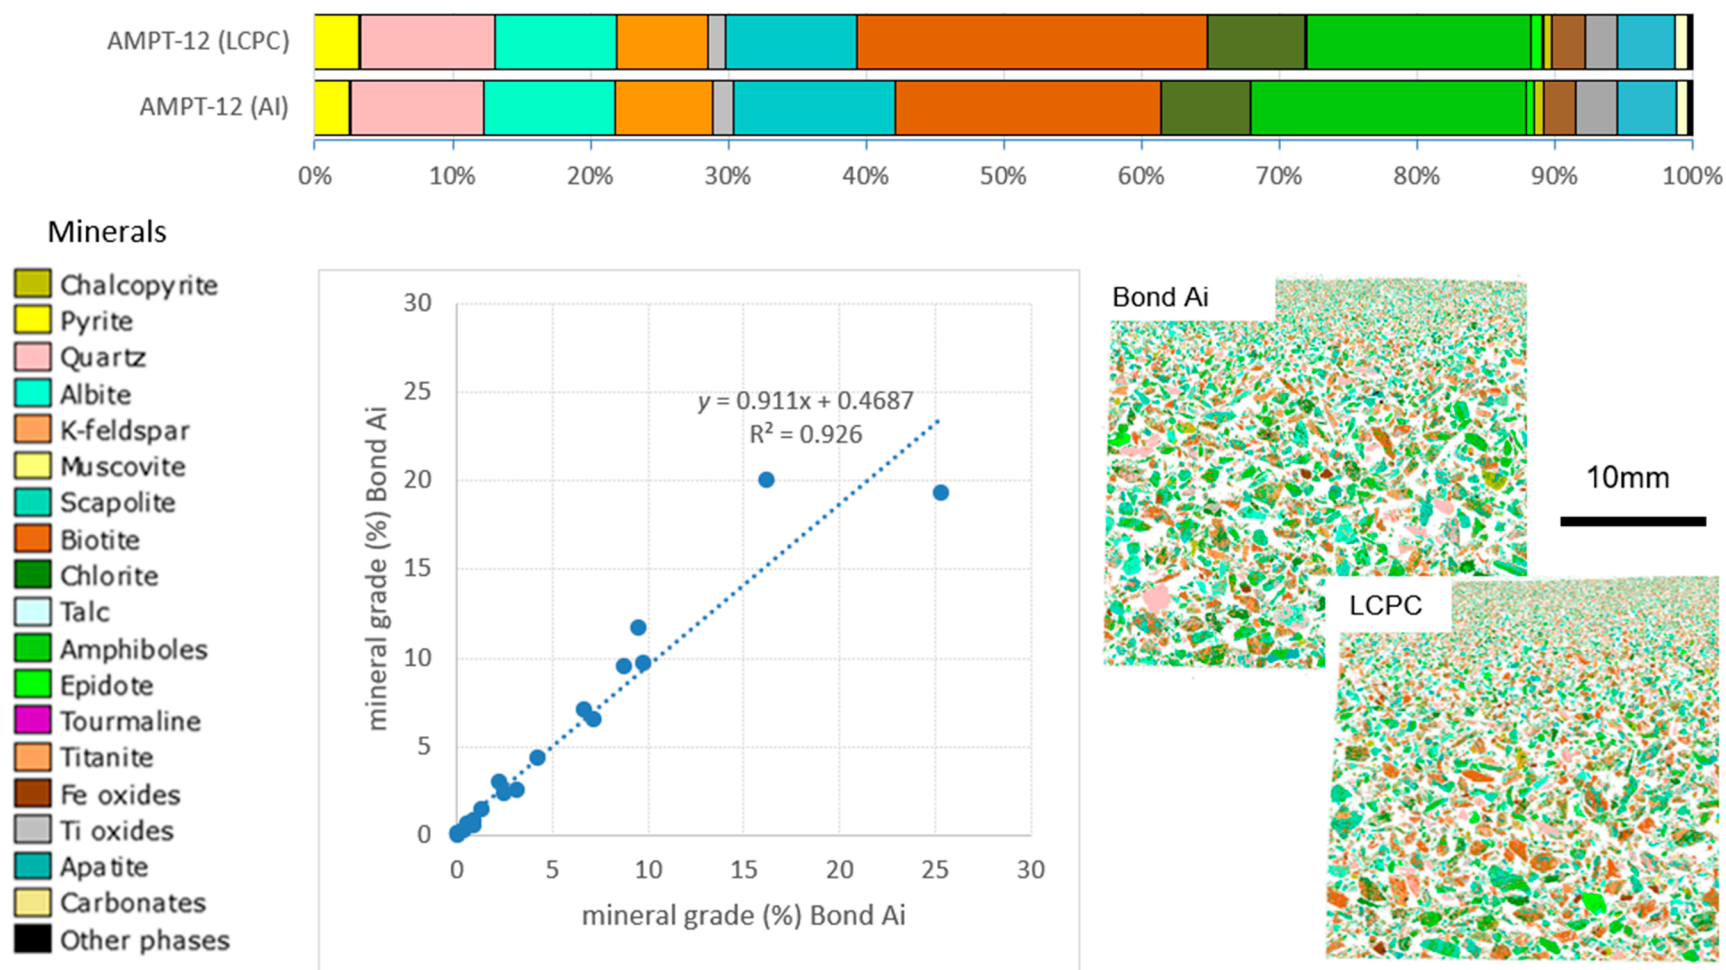 AMPT-12 (LCPC)
AMPT-12 (AI)
0% 10% 20% 30% 40% 50% 60% 70% 80% 90% 100%
Minerals
Chalcopyrite
Pyrite
Quartz
Albite
K-feldspar
Muscovite
Scapolite
Biotite
Chlorite
Talc
Amphiboles
Epidote
Tourmaline
Titanite
Fe oxides
Ti oxides
Apatite
Carbonates
Other phases
mineral grade (%) Bond Ai
30
25
20
15
10
5
0
y = 0.911x + 0.4687
R² = 0.926
0 5 10 15 20 25 30
mineral grade (%) Bond Ai
Bond Ai
10mm
LCPC